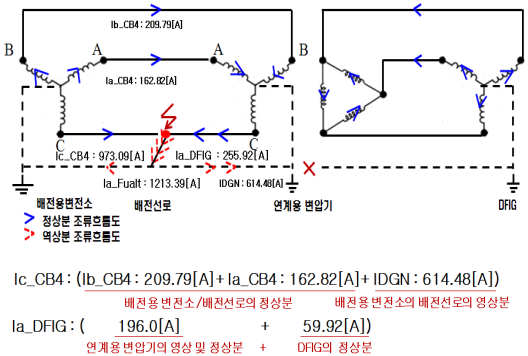 Ib_CB4: 209.79[A]
B A A B
Ia_CB4: 162.82[A]
C C
Ic_CB4: 973.09[A] Ia_DFIG: 255.92[A]
Ia_Fualt: 1213.39[A] IDGN: 614.48[A]
배전용변전소 배전선로 연계용 변압기 DFIG
정상분 조류흐름도
역상분 조류흐름도
Ic_CB4: (Ib_CB4: 209.79[A]+Ia_CB4: 162.82[A]+IDGN: 614.48[A])
배전용 변전소/배전선로의 정상분 배전용 변전소의 배전선로의 영상분
Ia_DFIG: ( 196.0[A] + 59.92[A])
연계용 변압기의 영상 및 정상분 + DFIG의 정상분